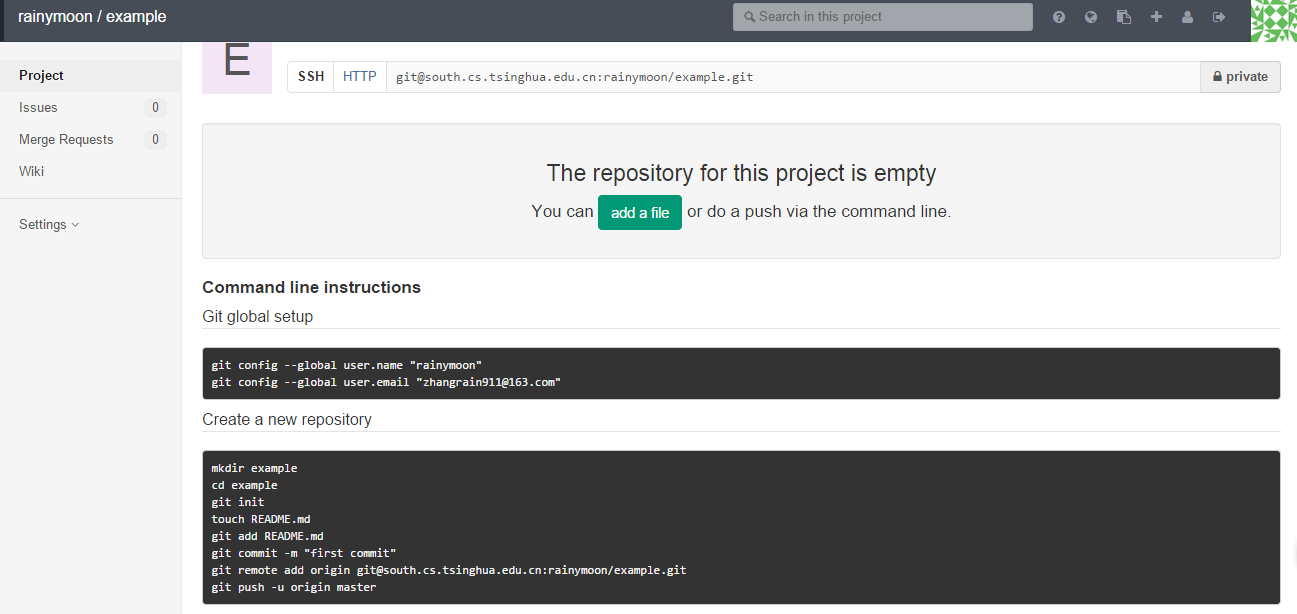 rainymoon / example
Search in this project
Project
Issues 0
Merge Requests 0
Wiki
Settings
E
SSH HTTP git@south.cs.tsinghua.edu.cn:rainymoon/example.git private
The repository for this project is empty
You can add a file or do a push via the command line.
Command line instructions
Git global setup
git config --global user.name "rainymoon"
git config --global user.email "zhangrain911@163.com"
Create a new repository
mkdir example
cd example
git init
touch README.md
git add README.md
git commit -m "first commit"
git remote add origin git@south.cs.tsinghua.edu.cn:rainymoon/example.git
git push -u origin master